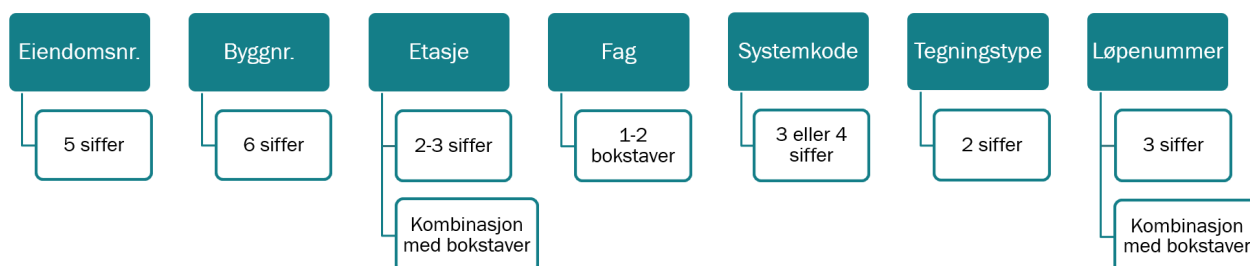 Eiendomsnr.
Byggnr.
Etasje
Fag
Systemkode
Tegningstype
Løpenummer
5 siffer
6 siffer
2-3 siffer
1-2
bokstaver
3 eller 4
siffer
2 siffer
3 siffer
Kombinasjon
med bokstaver
Kombinasjon
med bokstaver